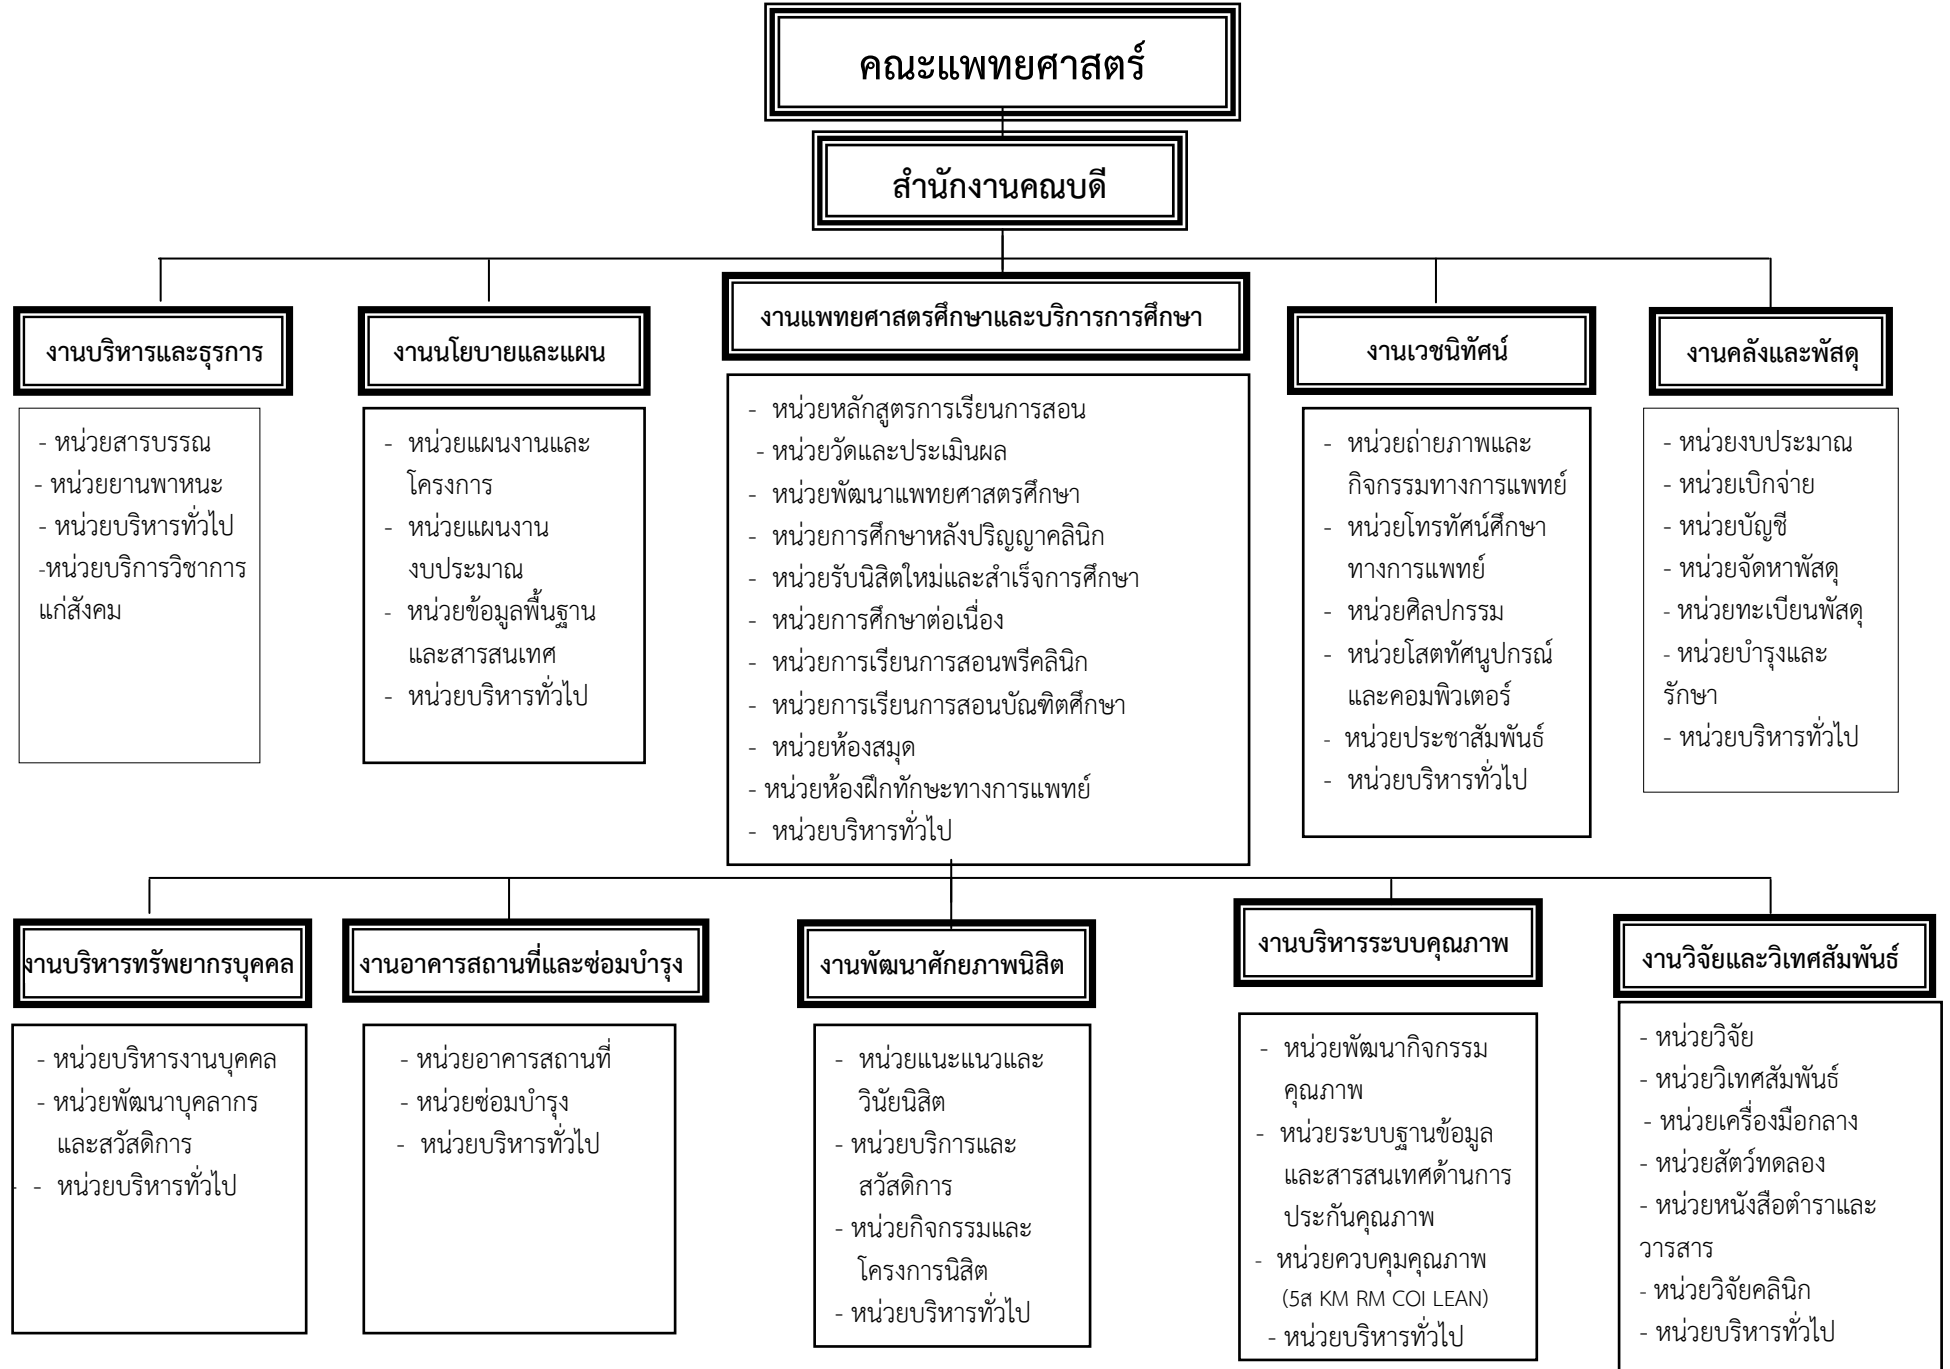 คณะแพทยศาสตร์
สำนักงานคณบดี
งานบริหารและธุรการ
- หน่วยสารบรรณ
- หน่วยยานพาหนะ
- หน่วยบริหารทั่วไป
-หน่วยบริการวิชาการ
แก่สังคม
งานนโยบายและแผน
- หน่วยแผนงานและ
โครงการ
- หน่วยแผนงาน
งบประมาณ
- หน่วยข้อมูลพื้นฐาน
และสารสนเทศ
- หน่วยบริหารทั่วไป
งานแพทยศาสตรศึกษาและบริการการศึกษา
- หน่วยหลักสูตรการเรียนการสอน
- หน่วยวัดและประเมินผล
- หน่วยพัฒนาแพทยศาสตรศึกษา
- หน่วยการศึกษาหลังปริญญาคลินิก
- หน่วยรับนิสิตใหม่และสำเร็จการศึกษา
- หน่วยการศึกษาต่อเนื่อง
- หน่วยการเรียนการสอนพรีคลินิก
- หน่วยการเรียนการสอนบัณฑิตศึกษา
- หน่วยห้องสมุด
- หน่วยห้องฝึกทักษะทางการแพทย์
- หน่วยบริหารทั่วไป
งานเวชนิทัศน์
- หน่วยถ่ายภาพและ
กิจกรรมทางการแพทย์
- หน่วยโทรทัศน์ศึกษา
ทางการแพทย์
- หน่วยศิลปกรรม
- หน่วยโสตทัศนูปกรณ์
และคอมพิวเตอร์
- หน่วยประชาสัมพันธ์
- หน่วยบริหารทั่วไป
งานคลังและพัสดุ
- หน่วยงบประมาณ
- หน่วยเบิกจ่าย
- หน่วยบัญชี
- หน่วยจัดหาพัสดุ
- หน่วยทะเบียนพัสดุ
- หน่วยบำรุงและ
รักษา
- หน่วยบริหารทั่วไป
งานบริหารทรัพยากรบุคคล
- หน่วยบริหารงานบุคคล
- หน่วยพัฒนาบุคลากร
และสวัสดิการ
- - หน่วยบริหารทั่วไป
งานอาคารสถานที่และซ่อมบำรุง
- หน่วยอาคารสถานที่
- หน่วยซ่อมบำรุง
- หน่วยบริหารทั่วไป
งานพัฒนาศักยภาพนิสิต
- หน่วยแนะแนวและ
วินัยนิสิต
- หน่วยบริการและ
สวัสดิการ
- หน่วยกิจกรรมและ
โครงการนิสิต
- หน่วยบริหารทั่วไป
งานบริหารระบบคุณภาพ
- หน่วยพัฒนากิจกรรม
คุณภาพ
- หน่วยระบบฐานข้อมูล
และสารสนเทศด้านการ
ประกันคุณภาพ
- หน่วยควบคุมคุณภาพ
(5ส KM RM COI LEAN)
- หน่วยบริหารทั่วไป
งานวิจัยและวิเทศสัมพันธ์
- หน่วยวิจัย
- หน่วยวิเทศสัมพันธ์
- หน่วยเครื่องมือกลาง
- หน่วยสัตว์ทดลอง
- หน่วยหนังสือตำราและ
วารสาร
- หน่วยวิจัยคลินิก
- หน่วยบริหารทั่วไป